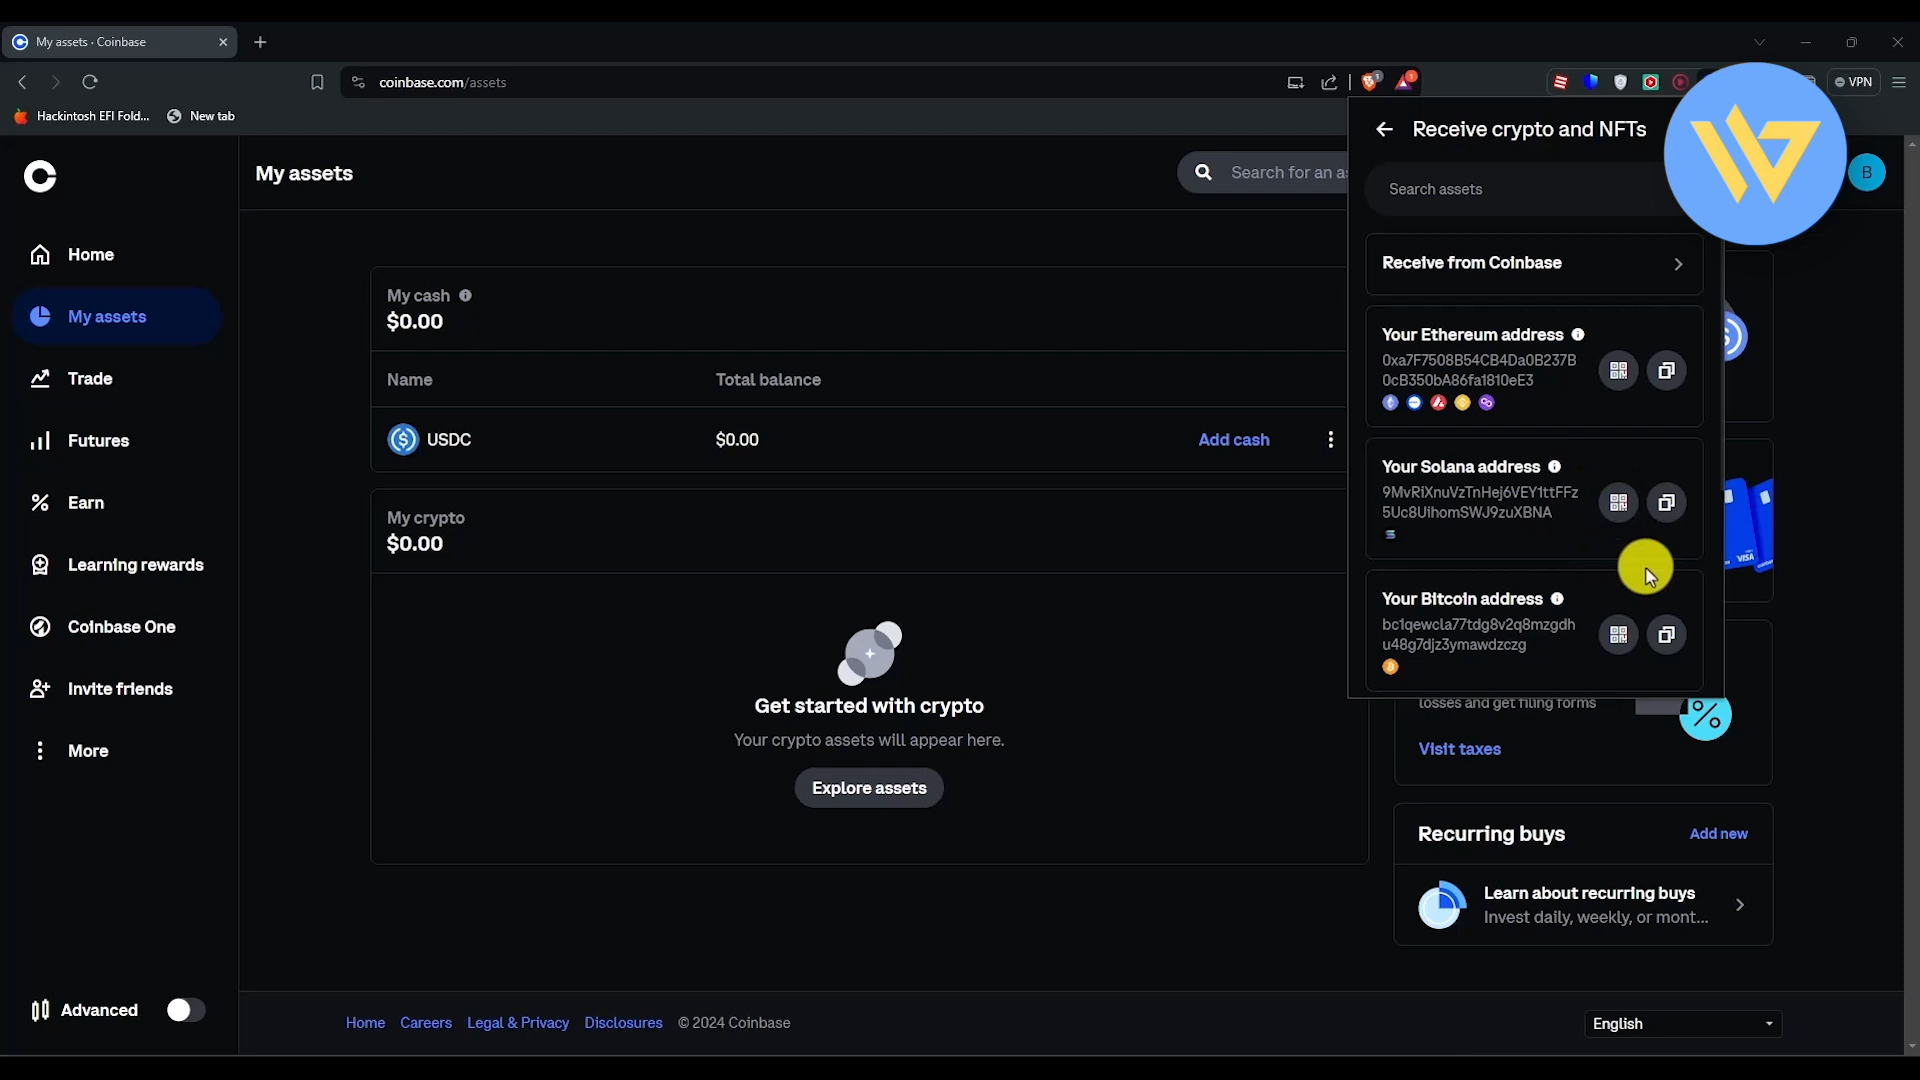 My assets · Coinbase
coinbase.com/assets
1
1
VPN
Hackintosh EFI Fold...
New tab
Receive crypto and NFTs
My assets
Search for an as
Search assets
B
Home
My assets
Trade
Futures
Earn
Learning rewards
Coinbase One
Invite friends
More
Advanced
My cash
$0.00
Name
Total balance
USDC
$0.00
Add cash
My crypto
$0.00
Get started with crypto
Your crypto assets will appear here.
Explore assets
Receive from Coinbase
Your Ethereum address
0xa7F7508B54CB4Da0B237B
0cB350bA86fa1810eE3
Your Solana address
9MvRiXnuVzTnHej6VEY1ttFFz
5Uc8UihomSWJ9zuXBNA
VISA
Your Bitcoin address
bc1qewcla77tdg8v2q8mzgdh
u48g7djz3ymawdzczg
losses and get filing forms
Visit taxes
Recurring buys
Add new
Learn about recurring buys
Invest daily, weekly, or mont...
Home
Careers
Legal & Privacy
Disclosures
© 2024 Coinbase
English